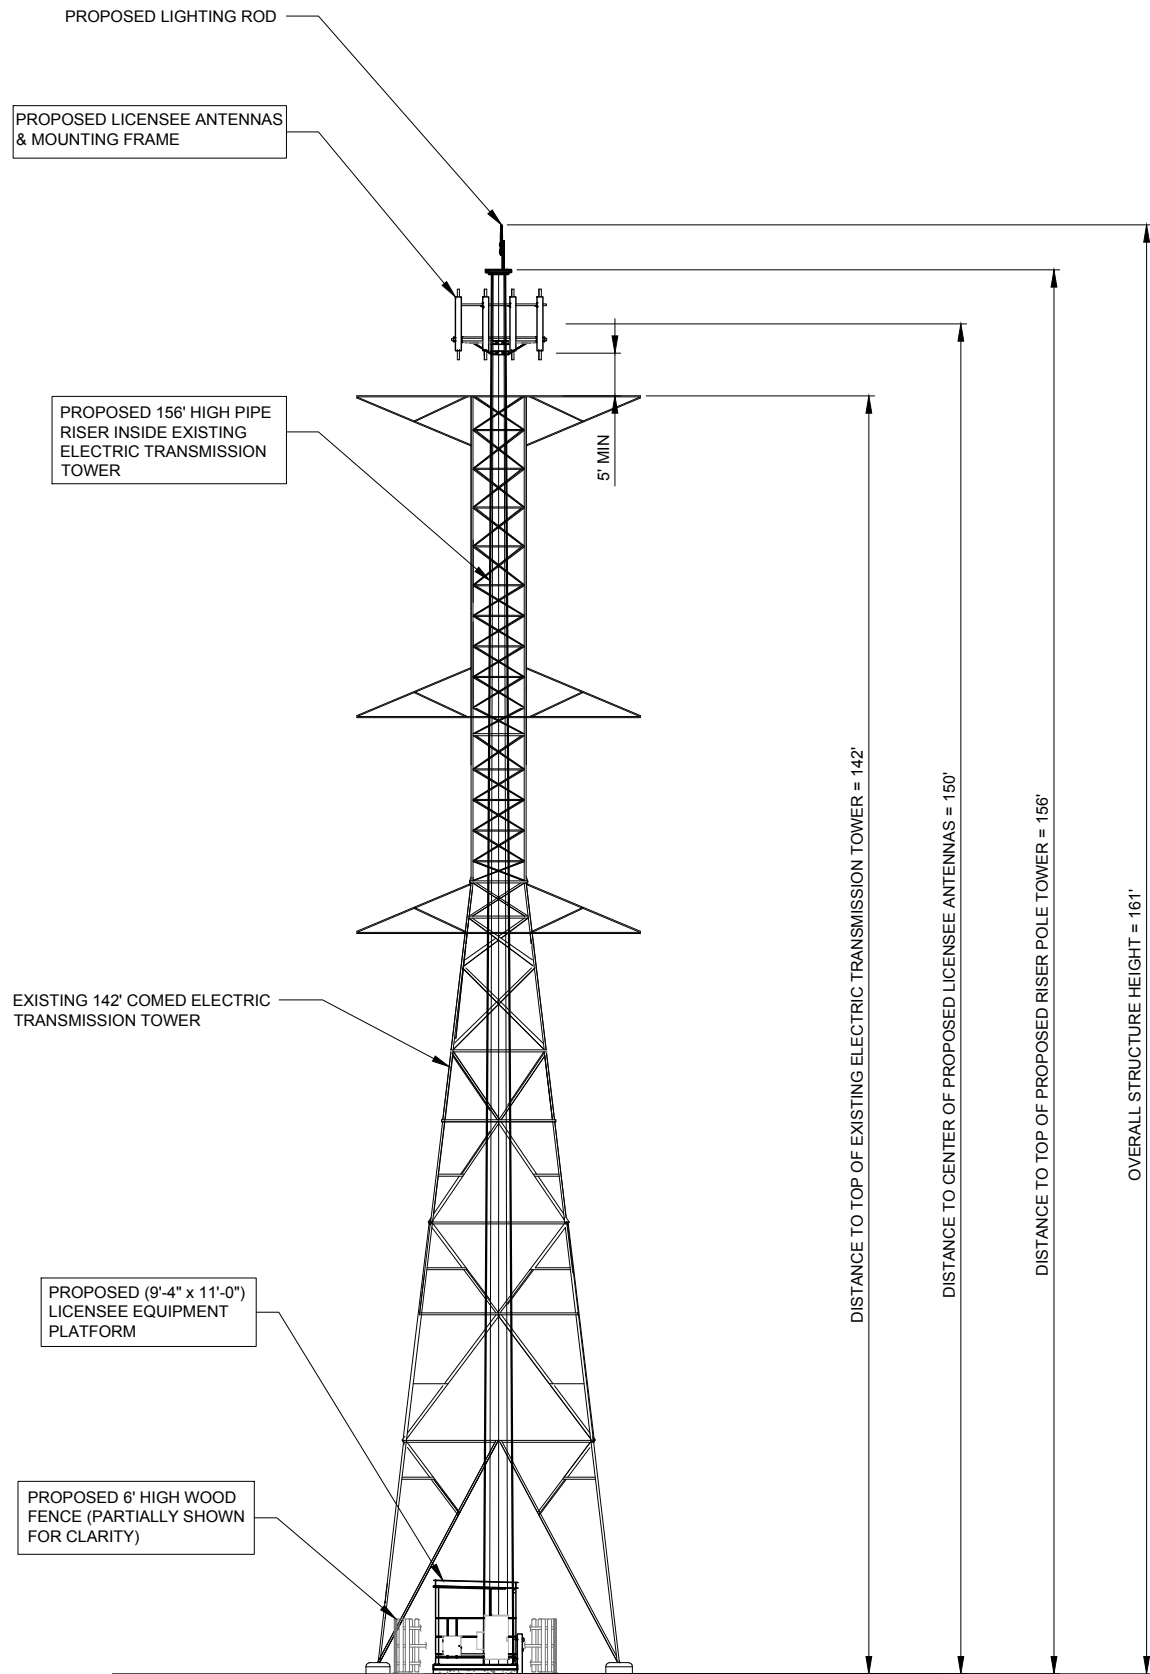 PROPOSED LIGHTING ROD
PROPOSED LICENSEE ANTENNAS
& MOUNTING FRAME
PROPOSED 156' HIGH PIPE
RISER INSIDE EXISTING
ELECTRIC TRANSMISSION
TOWER
5' MIN
EXISTING 142' COMED ELECTRIC
TRANSMISSION TOWER
PROPOSED (9'-4" x 11'-0")
LICENSEE EQUIPMENT
PLATFORM
PROPOSED 6' HIGH WOOD
FENCE (PARTIALLY SHOWN
FOR CLARITY)
DISTANCE TO TOP OF EXISTING ELECTRIC TRANSMISSION TOWER = 142'
DISTANCE TO CENTER OF PROPOSED LICENSEE ANTENNAS = 150'
DISTANCE TO TOP OF PROPOSED RISER POLE TOWER = 156'
OVERALL STRUCTURE HEIGHT = 161'